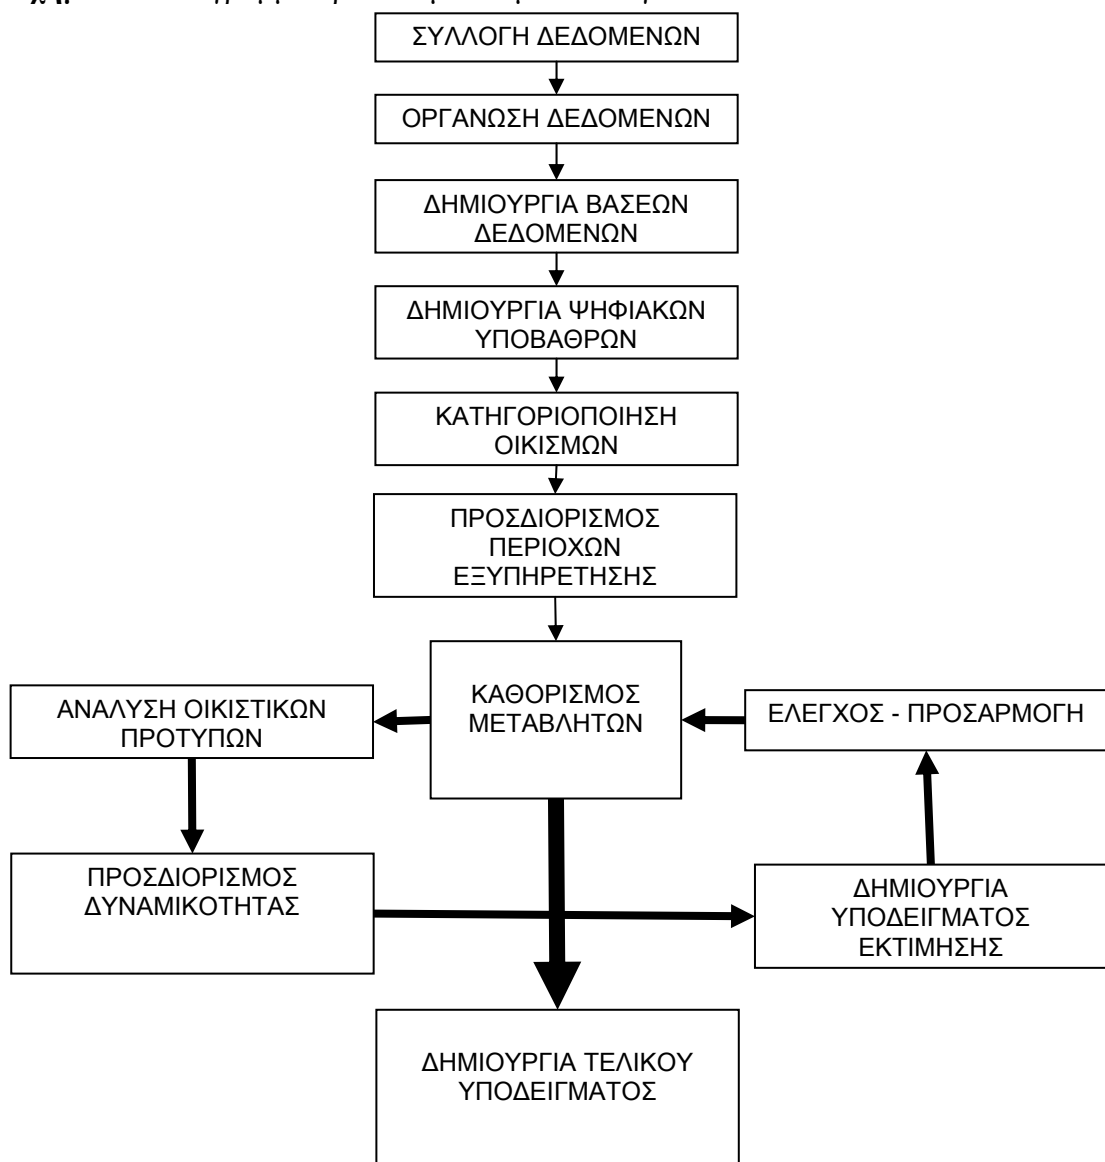 ΣΥΛΛΟΓΗ ΔΕΔΟΜΕΝΩΝ
ΟΡΓΑΝΩΣΗ ΔΕΔΟΜΕΝΩΝ
ΔΗΜΙΟΥΡΓΙΑ ΒΑΣΕΩΝ
ΔΕΔΟΜΕΝΩΝ
ΔΗΜΙΟΥΡΓΙΑ ΨΗΦΙΑΚΩΝ
ΥΠΟΒΑΘΡΩΝ
ΚΑΤΗΓΟΡΙΟΠΟΙΗΣΗ
ΟΙΚΙΣΜΩΝ
ΠΡΟΣΔΙΟΡΙΣΜΟΣ
ΠΕΡΙΟΧΩΝ
ΕΞΥΠΗΡΕΤΗΣΗΣ
ΚΑΘΟΡΙΣΜΟΣ
ΜΕΤΑΒΛΗΤΩΝ
ΑΝΑΛΥΣΗ ΟΙΚΙΣΤΙΚΩΝ
ΠΡΟΤΥΠΩΝ
ΕΛΕΓΧΟΣ - ΠΡΟΣΑΡΜΟΓΗ
ΠΡΟΣΔΙΟΡΙΣΜΟΣ
ΔΥΝΑΜΙΚΟΤΗΤΑΣ
ΔΗΜΙΟΥΡΓΙΑ
ΥΠΟΔΕΙΓΜΑΤΟΣ
ΕΚΤΙΜΗΣΗΣ
ΔΗΜΙΟΥΡΓΙΑ ΤΕΛΙΚΟΥ
ΥΠΟΔΕΙΓΜΑΤΟΣ